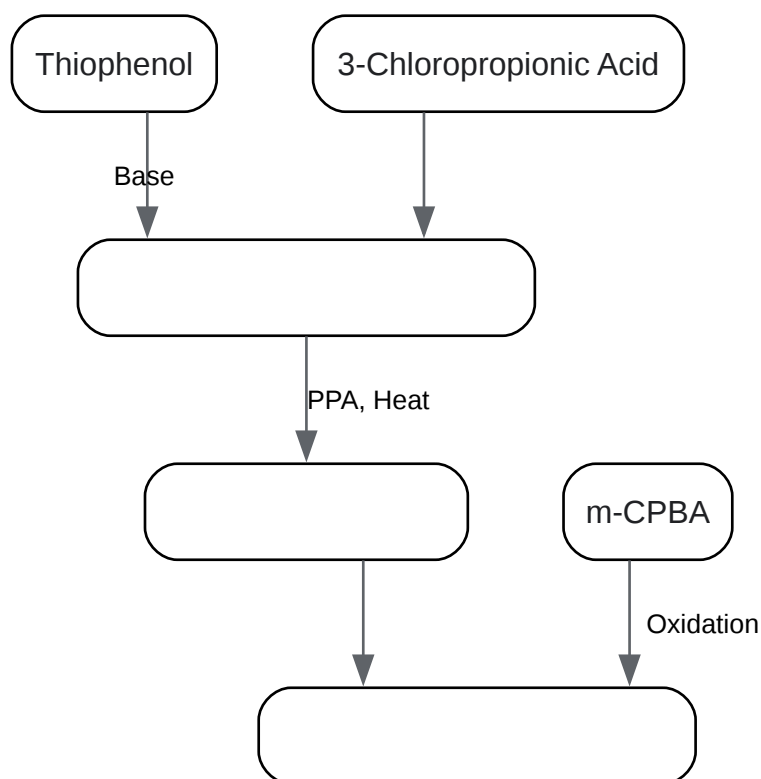 Thiophenol
3-Chloropropionic Acid
Base
PPA, Heat
m-CPBA
Oxidation